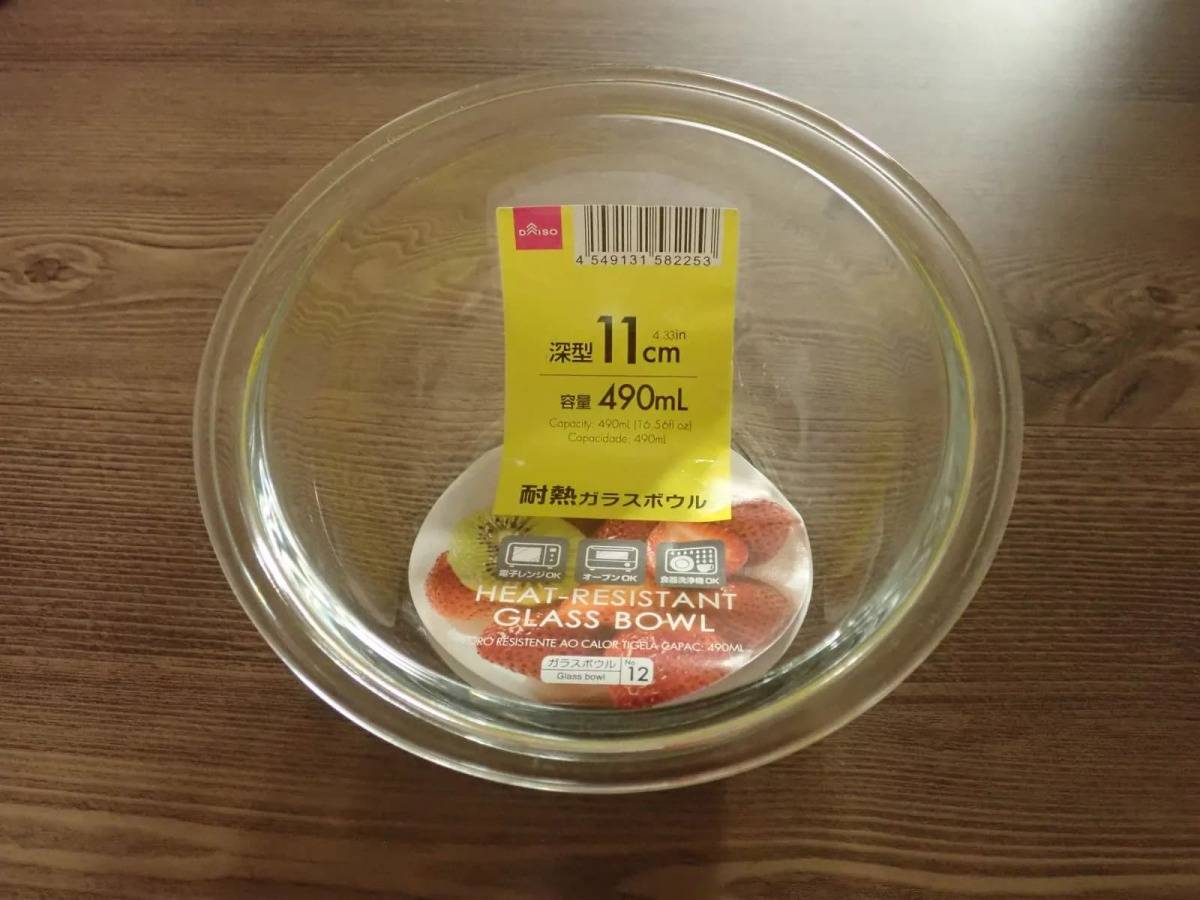 DAISO
4 549131 582253
4.33in
深型 11cm
容量 490mL
Capacity: 490mL (16.56fl oz)
Capacidade: 490mL
耐熱ガラスボウル
電子レンジOK オーブンOK 食器洗浄機OK
HEAT-RESISTANT
GLASS BOWL
RESISTENTE AO CALOR TIGELA CAPAC: 490ML
ガラスボウル No
Glass bowl 12